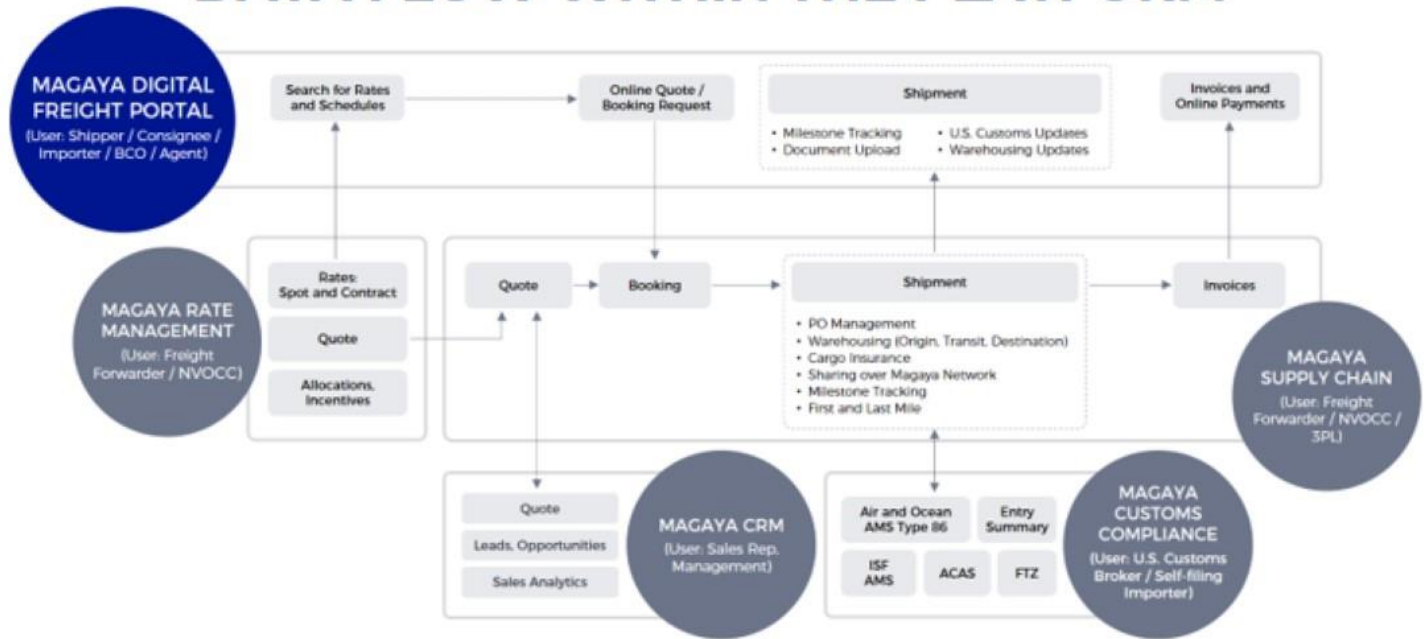 MAGAYA DIGITAL
FREIGHT PORTAL
(User: Shipper / Consignee /
Importer / BCO / Agent)
Search for Rates
and Schedules
Online Quote /
Booking Request
Shipment
• Milestone Tracking
• Document Upload
• U.S. Customs Updates
• Warehousing Updates
Invoices and
Online Payments
MAGAYA RATE
MANAGEMENT
(User: Freight
Forwarder / NVOCC)
Rates:
Spot and Contract
Quote
Allocations,
Incentives
Quote
Booking
Shipment
• PO Management
• Warehousing (Origin, Transit, Destination)
• Cargo Insurance
• Sharing over Magaya Network
• Milestone Tracking
• First and Last Mile
Invoices
MAGAYA
SUPPLY CHAIN
(User: Freight
Forwarder / NVOCC /
3PL)
Quote
Leads, Opportunities
Sales Analytics
MAGAYA CRM
(User: Sales Rep,
Management)
Air and Ocean
AMS Type 86
Entry
Summary
ISF
AMS
ACAS
FTZ
MAGAYA
CUSTOMS
COMPLIANCE
(User: U.S. Customs
Broker / Self-filing
Importer)